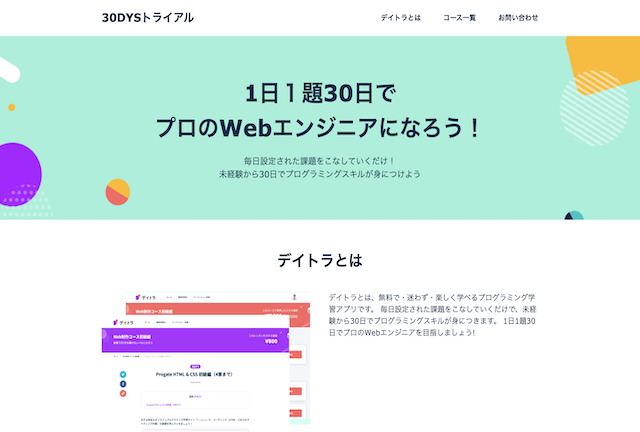 30DYSトライアル
デイトラとは コース一覧 お問い合わせ
1日１題30日で
プロのWebエンジニアになろう！
毎日設定された課題をこなしていくだけ！
未経験から30日でプログラミングスキルが身につけよう
デイトラとは
デイトラとは、無料で・迷わず・楽しく学べるプログラミング学
習アプリです。 毎日設定された課題をこなしていくだけで、未経
験から30日でプログラミングスキルが身につきます。 1日1題30
日でプロのWebエンジニアを目指しましょう!
デイトラ
デイトラ
Web制作コース初級編
¥500
Progate HTML & CSS 初級編（4章まで）